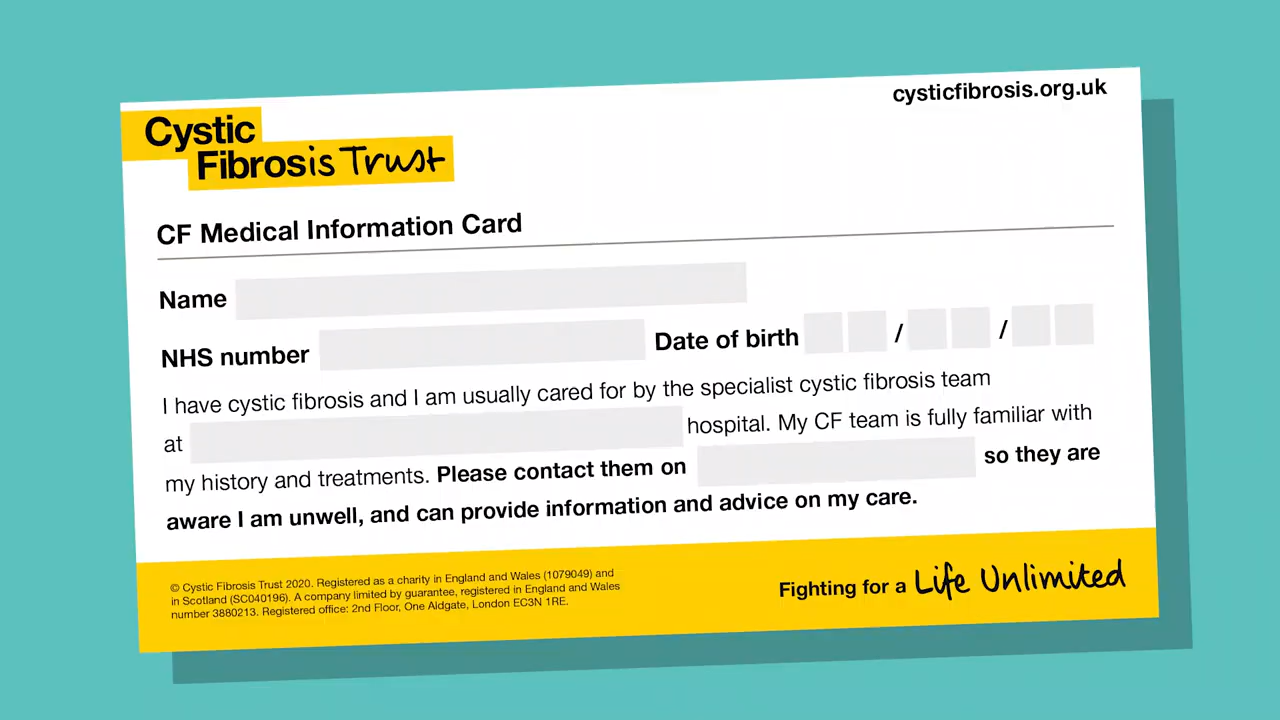 cysticfibrosis.org.uk
Cystic
Fibrosis Trust
CF Medical Information Card
Name
NHS number Date of birth / /
I have cystic fibrosis and I am usually cared for by the specialist cystic fibrosis team
at hospital. My CF team is fully familiar with
my history and treatments. Please contact them on so they are
aware I am unwell, and can provide information and advice on my care.
© Cystic Fibrosis Trust 2020. Registered as a charity in England and Wales (1079049) and
in Scotland (SC040196). A company limited by guarantee, registered in England and Wales
number 3880213. Registered office: 2nd Floor, One Aldgate, London EC3N 1RE.
Fighting for a Life Unlimited